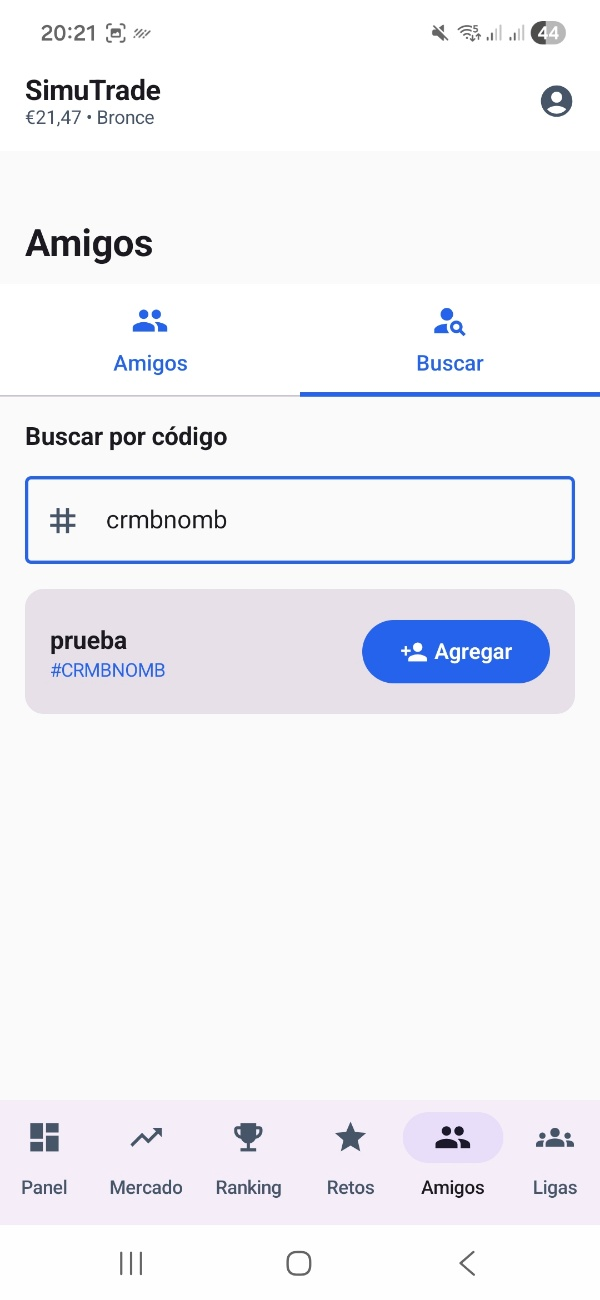 20:21
44
SimuTrade
€21,47 • Bronce
Amigos
Amigos
Buscar
Buscar por código
# crmbnomb
prueba
#CRMBNOMB
Agregar
Panel
Mercado
Ranking
Retos
Amigos
Ligas